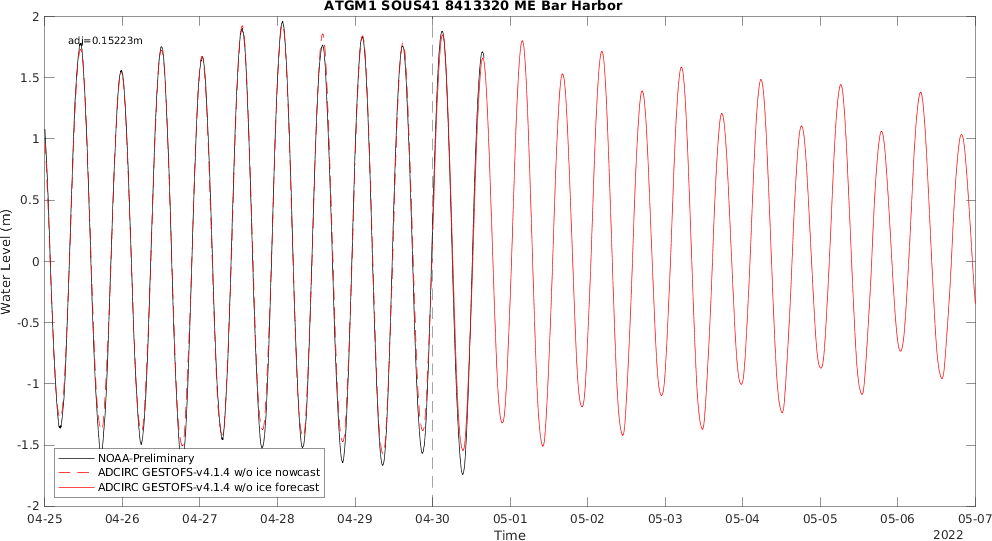 ATGM1 SOUS41 8413320 ME Bar Harbor
adj=0.15223m
Water Level (m)
2
1.5
1
0.5
0
-0.5
-1
-1.5
-2
NOAA-Preliminary
ADCIRC GESTOFS-v4.1.4 w/o ice nowcast
ADCIRC GESTOFS-v4.1.4 w/o ice forecast
04-25 04-26 04-27 04-28 04-29 04-30 05-01 05-02 05-03 05-04 05-05 05-06 05-07
Time
2022